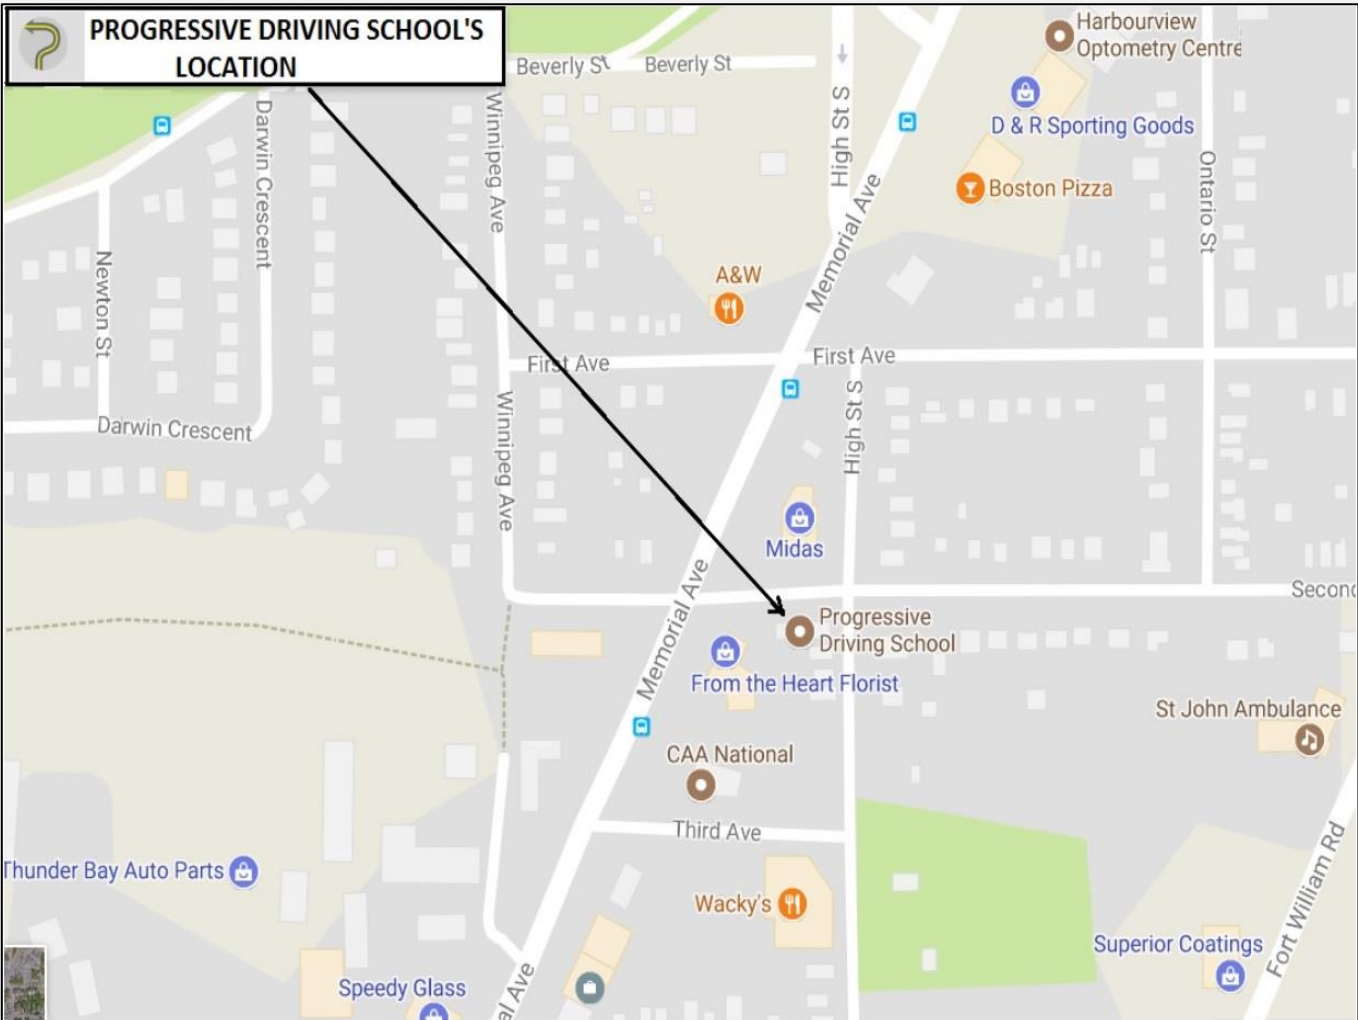 PROGRESSIVE DRIVING SCHOOL'S
LOCATION
Harbourview
Optometry Centre
Beverly St
Beverly St
D & R Sporting Goods
Darwin Crescent
Winnipeg Ave
High St S
Ontario St
Boston Pizza
Memorial Ave
Newton St
A&W
First Ave
First Ave
Darwin Crescent
Winnipeg Ave
High St S
Midas
Second
Memorial Ave
Progressive
Driving School
From the Heart Florist
St John Ambulance
CAA National
Third Ave
Thunder Bay Auto Parts
Wacky's
Fort William Rd
Superior Coatings
Speedy Glass
al Ave